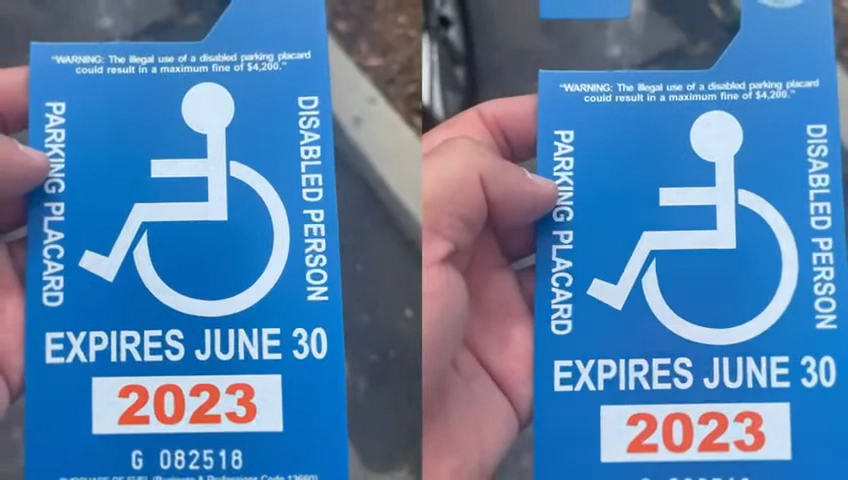 "WARNING: The illegal use of a disabled parking placard
could result in a maximum fine of $4,200."
PARKING PLACARD
DISABLED PERSON
EXPIRES JUNE 30
2023
G 082518
"WARNING: The illegal use of a disabled parking placard
could result in a maximum fine of $4,200."
PARKING PLACARD
DISABLED PERSON
EXPIRES JUNE 30
2023